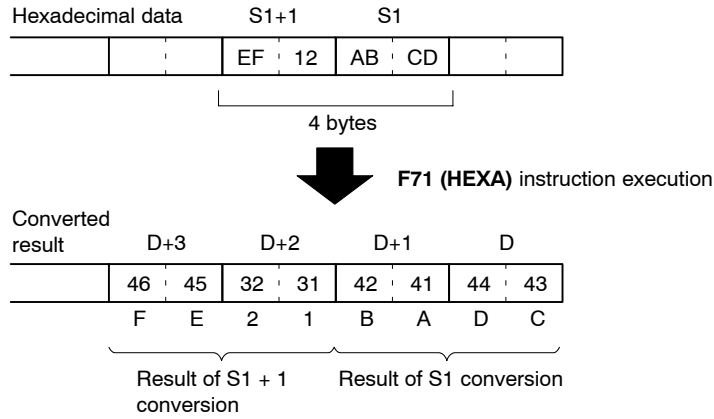 Hexadecimal data S1+1 S1
EF 12 AB CD
4 bytes
F71 (HEXA) instruction execution
Converted
result D+3 D+2 D+1 D
46 45 32 31 42 41 44 43
F E 2 1 B A D C
Result of S1 + 1 Result of S1 conversion
conversion